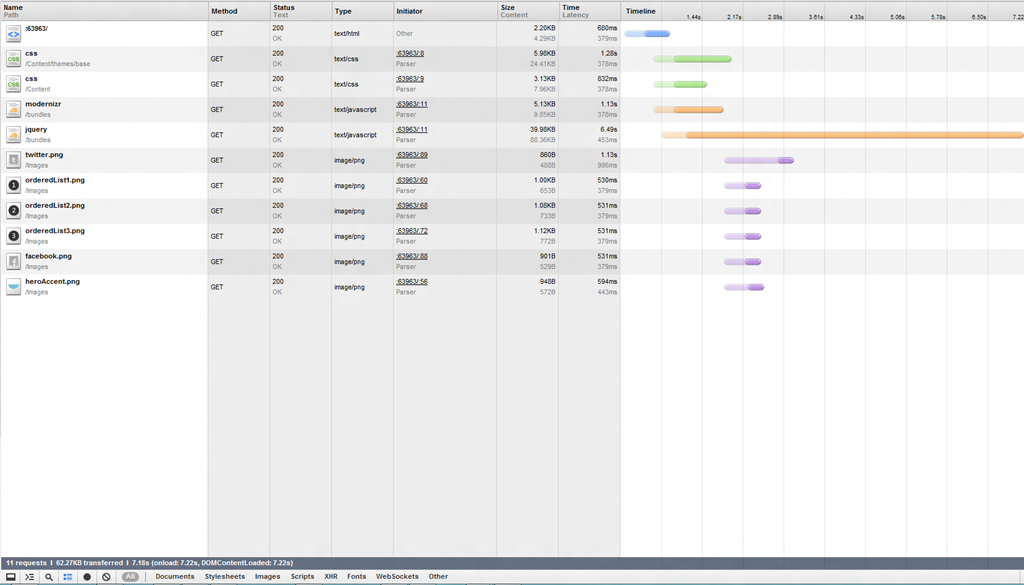 Name Method Status Type Initiator Size Time Timeline
Path Text Content Latency 1.44s 2.17s 2.89s 3.61s 4.33s 5.06s 5.78s 6.50s 7.22
:63963/ GET 200 text/html Other 2.20KB 680ms
OK 4.29KB 379ms
css GET 200 text/css :63963/:8 5.98KB 1.28s
/Content/themes/base OK Parser 24.41KB 378ms
css GET 200 text/css :63963/:9 3.13KB 832ms
/Content OK Parser 7.96KB 378ms
modernizr GET 200 text/javascript :63963/:11 5.13KB 1.13s
/bundles OK Parser 9.85KB 378ms
jquery GET 200 text/javascript :63963/:11 39.98KB 6.49s
/bundles OK Parser 88.36KB 453ms
twitter.png GET 200 image/png :63963/:89 860B 1.13s
/Images OK Parser 488B 986ms
orderedList1.png GET 200 image/png :63963/:60 1.00KB 530ms
/Images OK Parser 653B 379ms
orderedList2.png GET 200 image/png :63963/:68 1.08KB 531ms
/Images OK Parser 733B 379ms
orderedList3.png GET 200 image/png :63963/:72 1.12KB 531ms
/Images OK Parser 772B 379ms
facebook.png GET 200 image/png :63963/:88 901B 531ms
/Images OK Parser 529B 379ms
heroAccent.png GET 200 image/png :63963/:56 948B 594ms
/Images OK Parser 572B 443ms
11 requests | 62.27KB transferred | 7.18s (onload: 7.22s, DOMContentLoaded: 7.22s)
All Documents Stylesheets Images Scripts XHR Fonts WebSockets Other